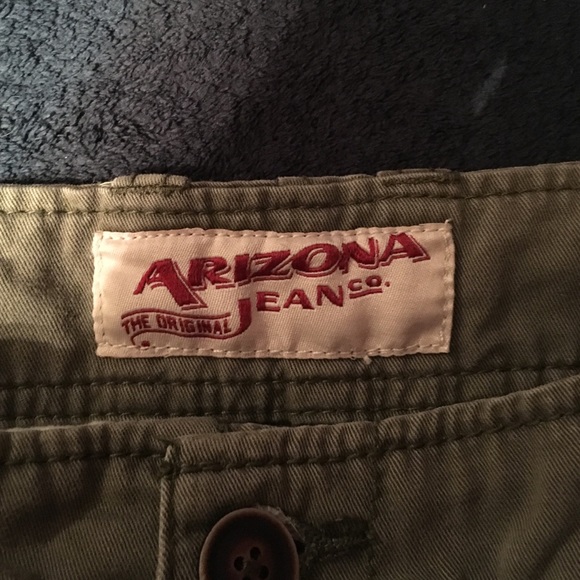 ARIZONA
THE ORIGINAL JEAN CO.